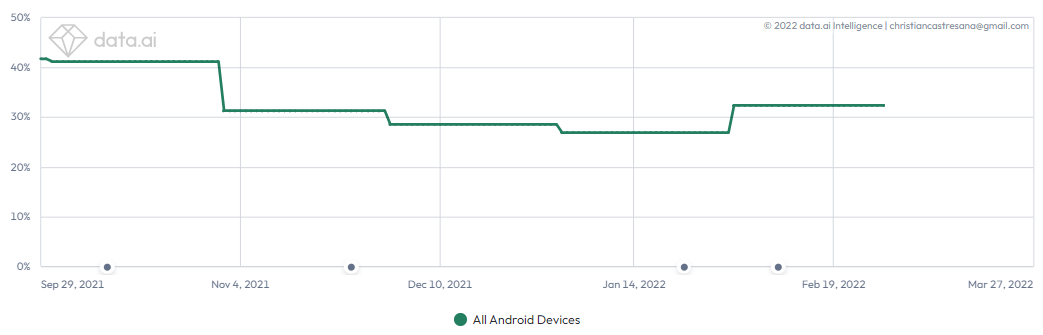 50%
© 2022 data.ai Intelligence | christiancastresana@gmail.com
data.ai
40%
30%
20%
10%
0%
Sep 29, 2021
Nov 4, 2021
Dec 10, 2021
Jan 14, 2022
Feb 19, 2022
Mar 27, 2022
All Android Devices